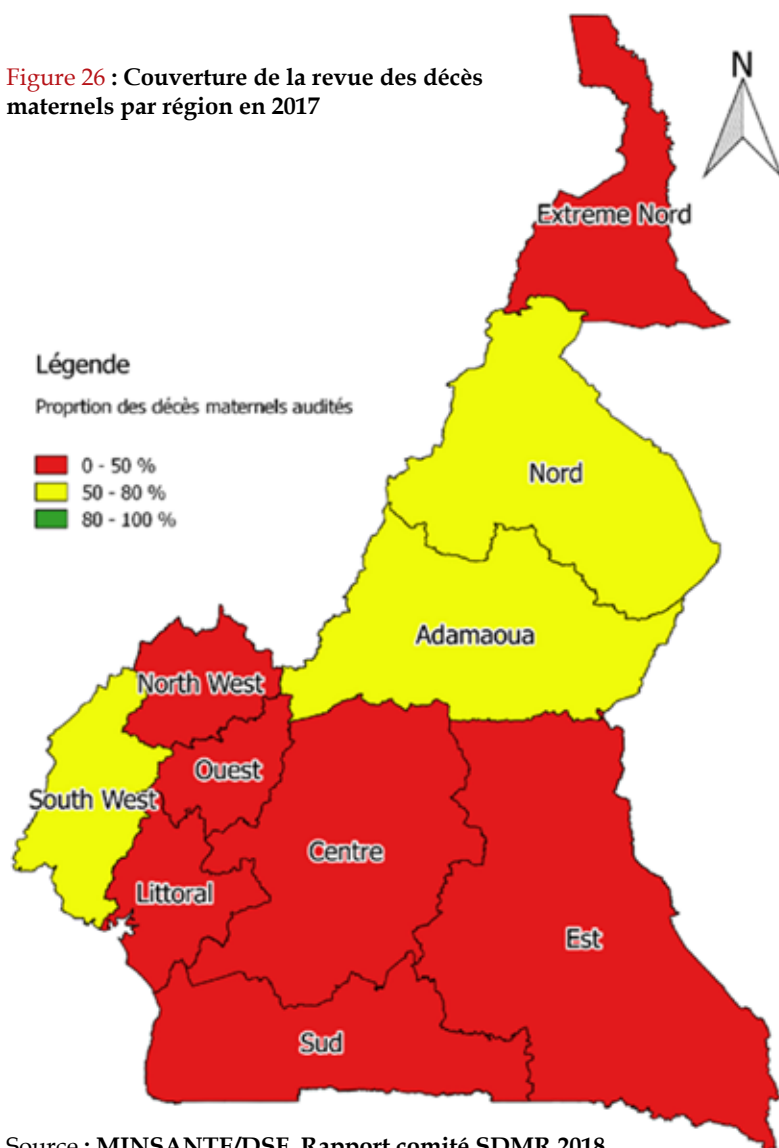 Figure 26 : Couverture de la revue des décès
maternels par région en 2017
N
Extreme Nord
Légende
Proprtion des décès maternels audités
0 - 50 %
50 - 80 %
80 - 100 %
Nord
Adamaoua
North West
Ouest
South West
Centre
Littoral
Est
Sud
Source : MINSANTE/DSF, Rapport comité SDMR 2018